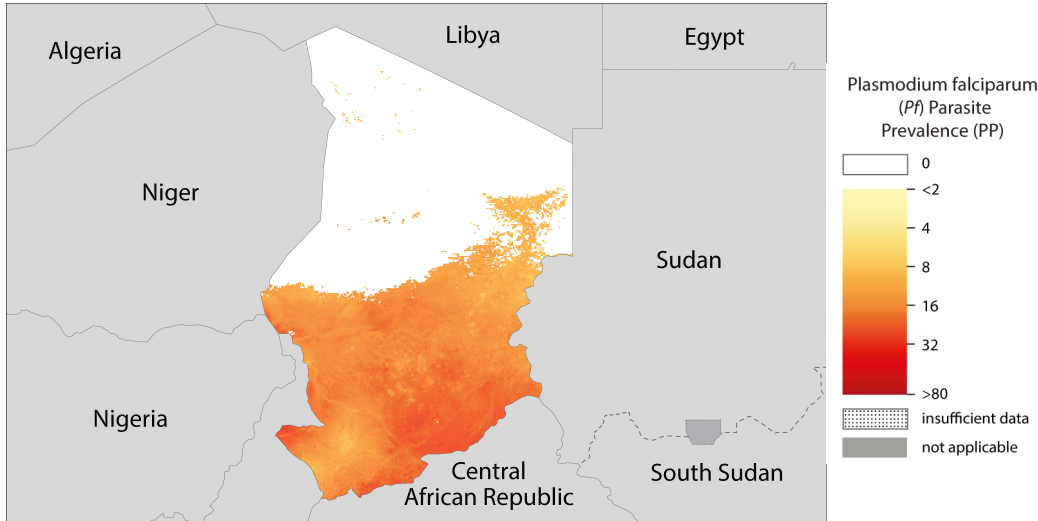 Algeria
Libya
Egypt
Niger
Sudan
Nigeria
Central
African Republic
South Sudan
Plasmodium falciparum
(Pf) Parasite
Prevalence (PP)
0
<2
4
8
16
32
>80
insufficient data
not applicable